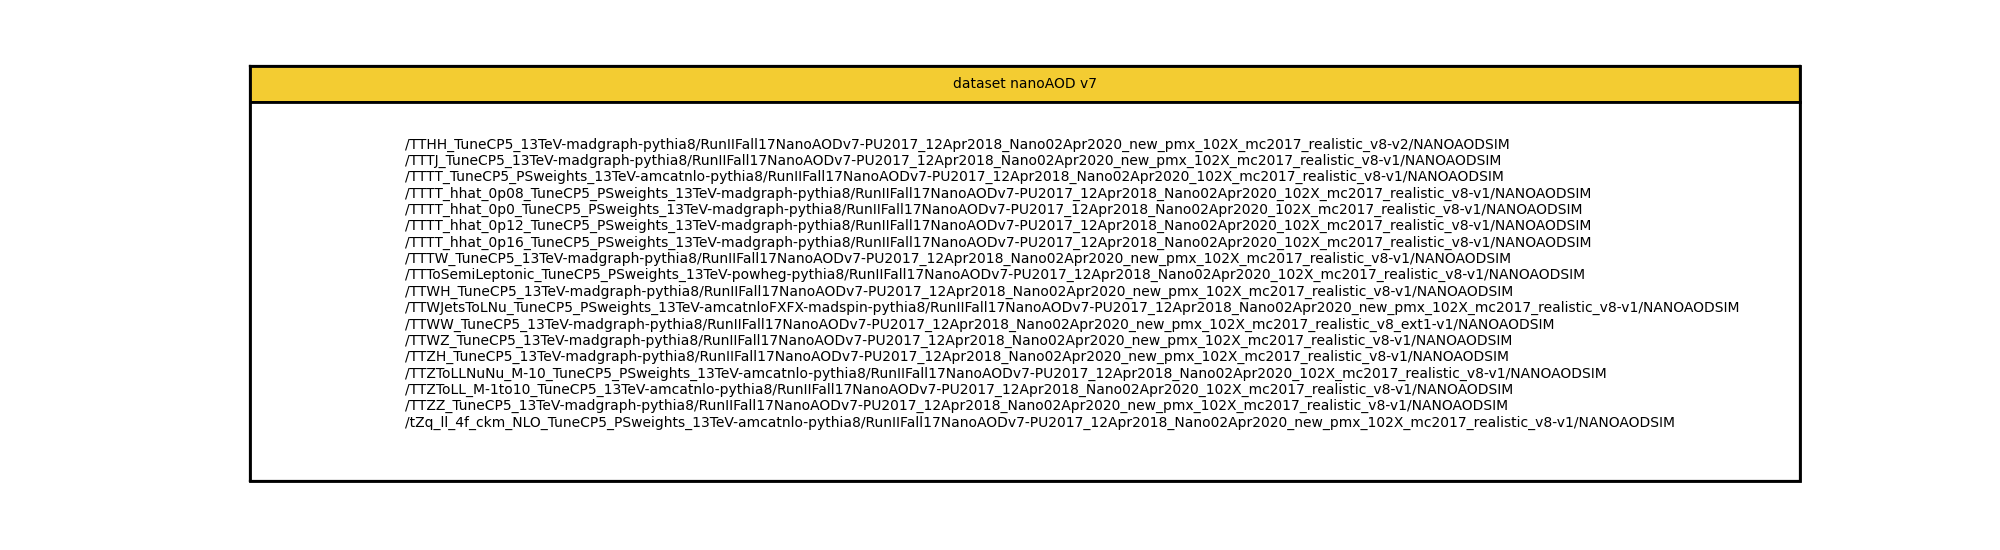 dataset nanoAOD v7
/TTHH_TuneCP5_13TeV-madgraph-pythia8/RunIIFall17NanoAODv7-PU2017_12Apr2018_Nano02Apr2020_new_pmx_102X_mc2017_realistic_v8-v2/NANOAODSIM
/TTTJ_TuneCP5_13TeV-madgraph-pythia8/RunIIFall17NanoAODv7-PU2017_12Apr2018_Nano02Apr2020_new_pmx_102X_mc2017_realistic_v8-v1/NANOAODSIM
/TTTT_TuneCP5_PSweights_13TeV-amcatnlo-pythia8/RunIIFall17NanoAODv7-PU2017_12Apr2018_Nano02Apr2020_102X_mc2017_realistic_v8-v1/NANOAODSIM
/TTTT_hhat_0p08_TuneCP5_PSweights_13TeV-madgraph-pythia8/RunIIFall17NanoAODv7-PU2017_12Apr2018_Nano02Apr2020_102X_mc2017_realistic_v8-v1/NANOAODSIM
/TTTT_hhat_0p0_TuneCP5_PSweights_13TeV-madgraph-pythia8/RunIIFall17NanoAODv7-PU2017_12Apr2018_Nano02Apr2020_102X_mc2017_realistic_v8-v1/NANOAODSIM
/TTTT_hhat_0p12_TuneCP5_PSweights_13TeV-madgraph-pythia8/RunIIFall17NanoAODv7-PU2017_12Apr2018_Nano02Apr2020_102X_mc2017_realistic_v8-v1/NANOAODSIM
/TTTT_hhat_0p16_TuneCP5_PSweights_13TeV-madgraph-pythia8/RunIIFall17NanoAODv7-PU2017_12Apr2018_Nano02Apr2020_102X_mc2017_realistic_v8-v1/NANOAODSIM
/TTTW_TuneCP5_13TeV-madgraph-pythia8/RunIIFall17NanoAODv7-PU2017_12Apr2018_Nano02Apr2020_new_pmx_102X_mc2017_realistic_v8-v1/NANOAODSIM
/TTToSemiLeptonic_TuneCP5_PSweights_13TeV-powheg-pythia8/RunIIFall17NanoAODv7-PU2017_12Apr2018_Nano02Apr2020_102X_mc2017_realistic_v8-v1/NANOAODSIM
/TTWH_TuneCP5_13TeV-madgraph-pythia8/RunIIFall17NanoAODv7-PU2017_12Apr2018_Nano02Apr2020_new_pmx_102X_mc2017_realistic_v8-v1/NANOAODSIM
/TTWJetsToLNu_TuneCP5_PSweights_13TeV-amcatnloFXFX-madspin-pythia8/RunIIFall17NanoAODv7-PU2017_12Apr2018_Nano02Apr2020_new_pmx_102X_mc2017_realistic_v8-v1/NANOAODSIM
/TTWW_TuneCP5_13TeV-madgraph-pythia8/RunIIFall17NanoAODv7-PU2017_12Apr2018_Nano02Apr2020_new_pmx_102X_mc2017_realistic_v8_ext1-v1/NANOAODSIM
/TTWZ_TuneCP5_13TeV-madgraph-pythia8/RunIIFall17NanoAODv7-PU2017_12Apr2018_Nano02Apr2020_new_pmx_102X_mc2017_realistic_v8-v1/NANOAODSIM
/TTZH_TuneCP5_13TeV-madgraph-pythia8/RunIIFall17NanoAODv7-PU2017_12Apr2018_Nano02Apr2020_new_pmx_102X_mc2017_realistic_v8-v1/NANOAODSIM
/TTZToLLNuNu_M-10_TuneCP5_PSweights_13TeV-amcatnlo-pythia8/RunIIFall17NanoAODv7-PU2017_12Apr2018_Nano02Apr2020_102X_mc2017_realistic_v8-v1/NANOAODSIM
/TTZToLL_M-1to10_TuneCP5_13TeV-amcatnlo-pythia8/RunIIFall17NanoAODv7-PU2017_12Apr2018_Nano02Apr2020_102X_mc2017_realistic_v8-v1/NANOAODSIM
/TTZZ_TuneCP5_13TeV-madgraph-pythia8/RunIIFall17NanoAODv7-PU2017_12Apr2018_Nano02Apr2020_new_pmx_102X_mc2017_realistic_v8-v1/NANOAODSIM
/tZq_ll_4f_ckm_NLO_TuneCP5_PSweights_13TeV-amcatnlo-pythia8/RunIIFall17NanoAODv7-PU2017_12Apr2018_Nano02Apr2020_new_pmx_102X_mc2017_realistic_v8-v1/NANOAODSIM